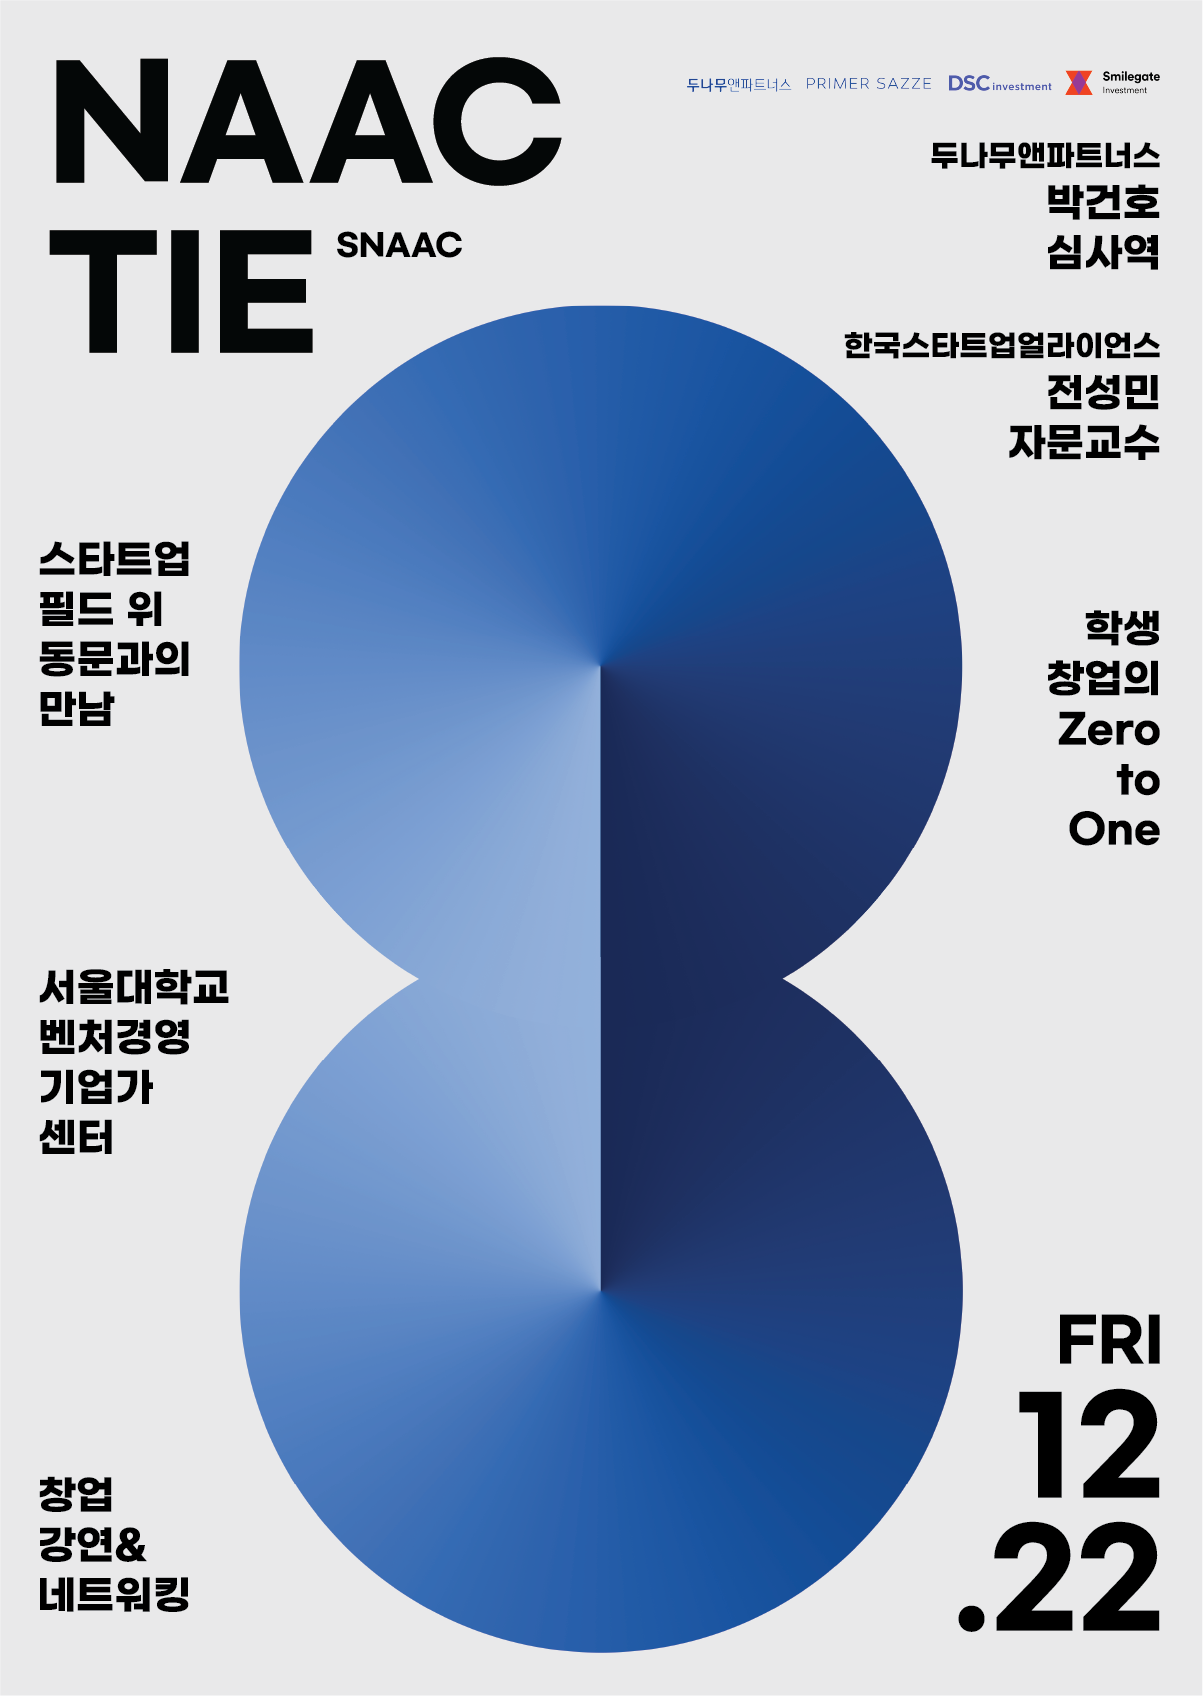 NAAC
TIE SNAAC
두나무앤파트너스 PRIMER SAZZE DSC investment Smilegate Investment
두나무앤파트너스
박건호
심사역
한국스타트업얼라이언스
전성민
자문교수
스타트업
필드 위
동문과의
만남
학생
창업의
Zero
to
One
서울대학교
벤처경영
기업가
센터
창업
강연&
네트워킹
FRI
12
.22